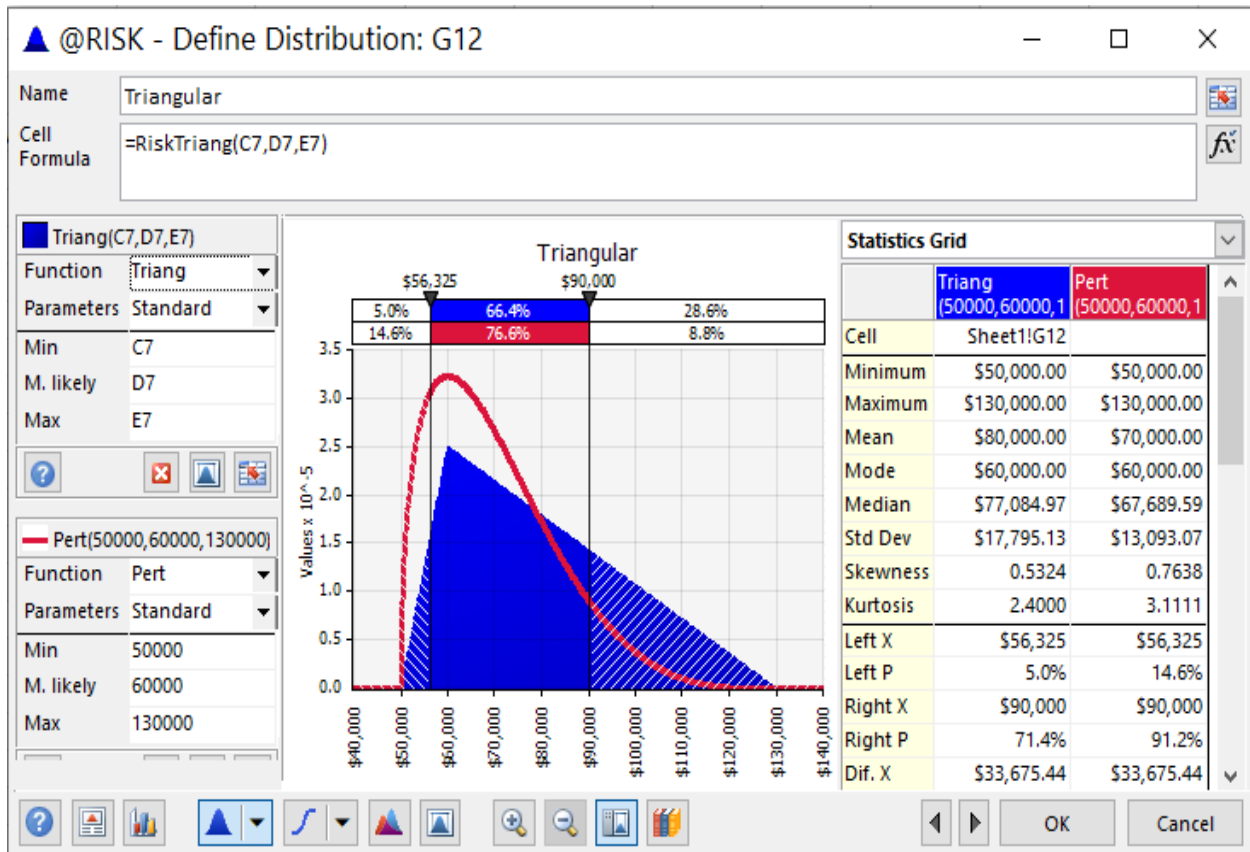 @RISK - Define Distribution: G12
Name Triangular
Cell Formula =RiskTriang(C7,D7,E7)
Triang(C7,D7,E7)
Function Triang
Parameters Standard
Min C7
M. likely D7
Max E7
Pert(50000,60000,130000)
Function Pert
Parameters Standard
Min 50000
M. likely 60000
Max 130000
Triangular
$56,325 $90,000
5.0% 66.4% 28.6%
14.6% 76.6% 8.8%
Values x 10^-5
3.5
3.0
2.5
2.0
1.5
1.0
0.5
0.0
$40,000 $50,000 $60,000 $70,000 $80,000 $90,000 $100,000 $110,000 $120,000 $130,000 $140,000
Statistics Grid
Triang Pert
(50000,60000,1 (50000,60000,1
Cell Sheet1!G12
Minimum $50,000.00 $50,000.00
Maximum $130,000.00 $130,000.00
Mean $80,000.00 $70,000.00
Mode $60,000.00 $60,000.00
Median $77,084.97 $67,689.59
Std Dev $17,795.13 $13,093.07
Skewness 0.5324 0.7638
Kurtosis 2.4000 3.1111
Left X $56,325 $56,325
Left P 5.0% 14.6%
Right X $90,000 $90,000
Right P 71.4% 91.2%
Dif. X $33,675.44 $33,675.44
OK Cancel